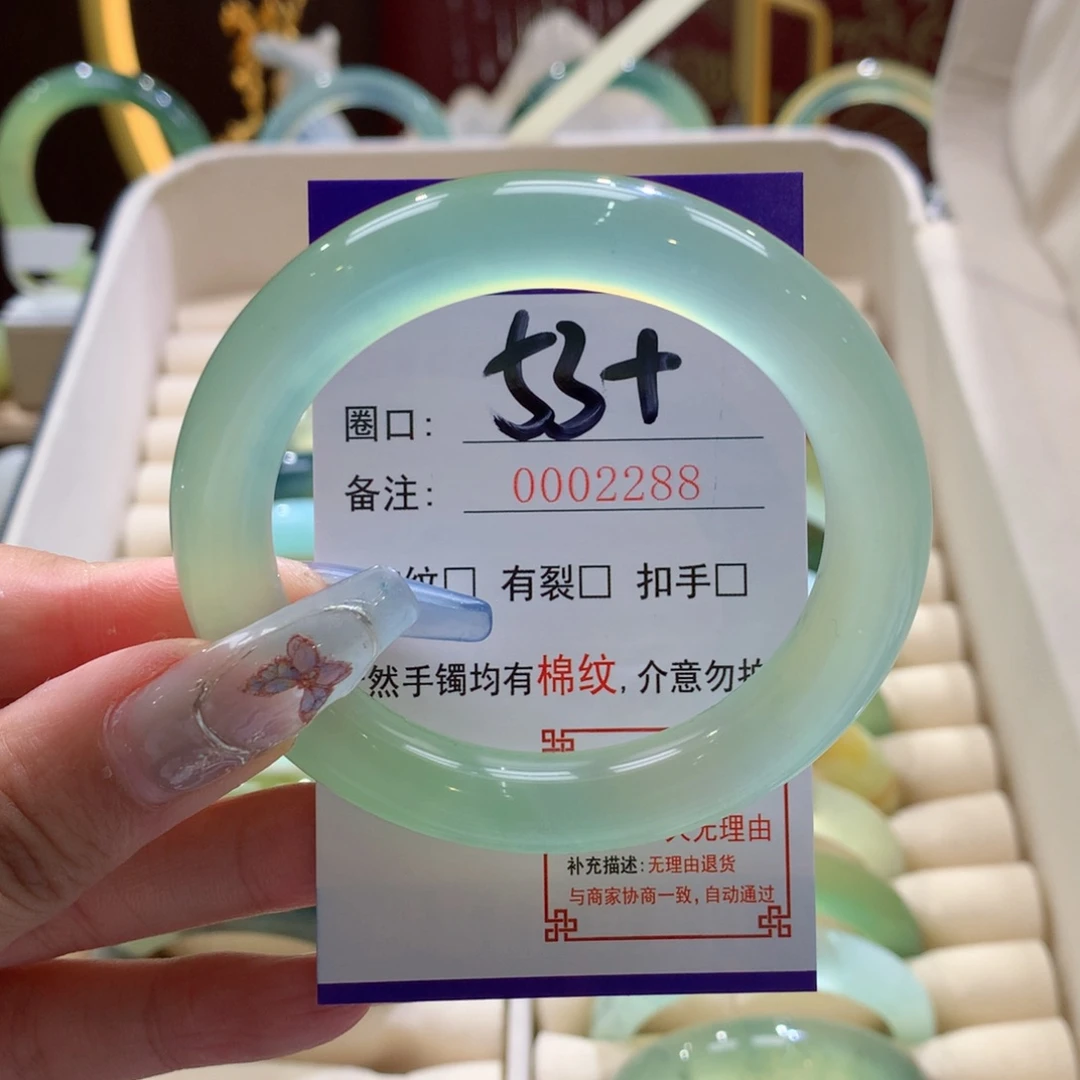 圈口: 53+
备注: 0002288
纹□ 有裂□ 扣手□
然手镯均有棉纹, 介意勿拍
无理由
补充描述: 无理由退货
与商家协商一致, 自动通过